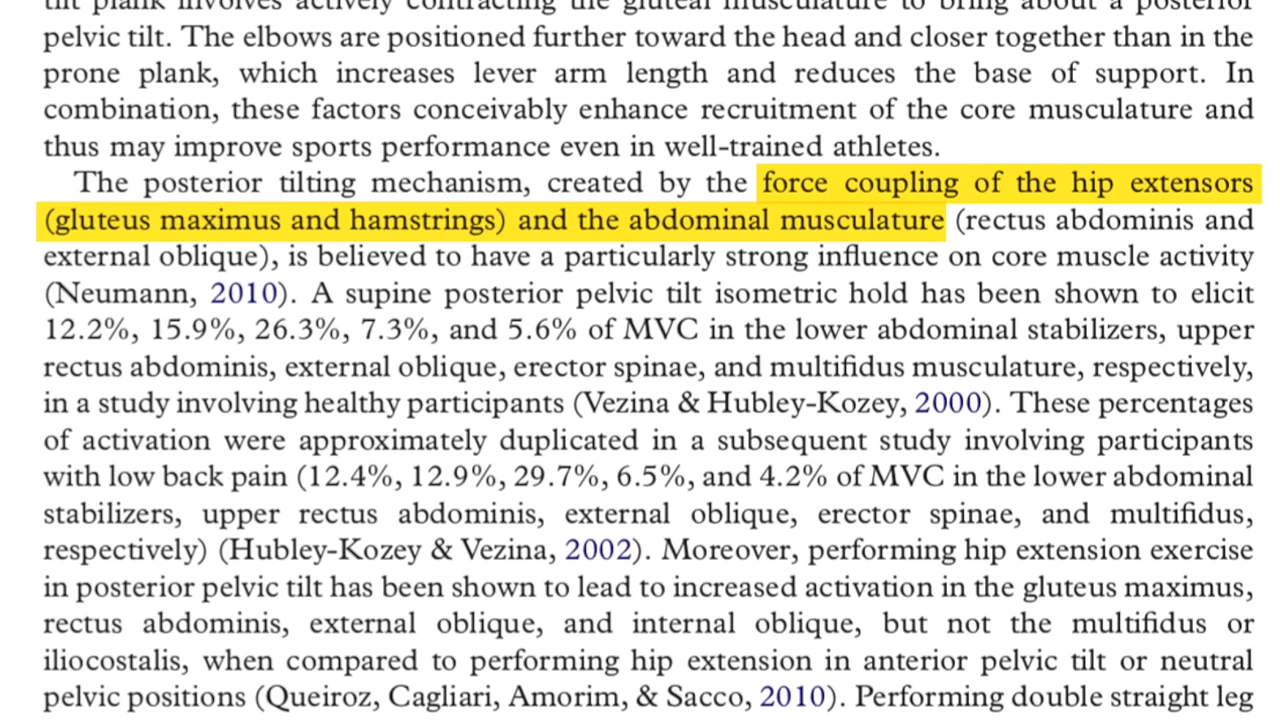 tilt plank involves actively contracting the gluteal musculature to bring about a posterior
pelvic tilt. The elbows are positioned further toward the head and closer together than in the
prone plank, which increases lever arm length and reduces the base of support. In
combination, these factors conceivably enhance recruitment of the core musculature and
thus may improve sports performance even in well-trained athletes.
The posterior tilting mechanism, created by the force coupling of the hip extensors
(gluteus maximus and hamstrings) and the abdominal musculature (rectus abdominis and
external oblique), is believed to have a particularly strong influence on core muscle activity
(Neumann, 2010). A supine posterior pelvic tilt isometric hold has been shown to elicit
12.2%, 15.9%, 26.3%, 7.3%, and 5.6% of MVC in the lower abdominal stabilizers, upper
rectus abdominis, external oblique, erector spinae, and multifidus musculature, respectively,
in a study involving healthy participants (Vezina & Hubley-Kozey, 2000). These percentages
of activation were approximately duplicated in a subsequent study involving participants
with low back pain (12.4%, 12.9%, 29.7%, 6.5%, and 4.2% of MVC in the lower abdominal
stabilizers, upper rectus abdominis, external oblique, erector spinae, and multifidus,
respectively) (Hubley-Kozey & Vezina, 2002). Moreover, performing hip extension exercise
in posterior pelvic tilt has been shown to lead to increased activation in the gluteus maximus,
rectus abdominis, external oblique, and internal oblique, but not the multifidus or
iliocostalis, when compared to performing hip extension in anterior pelvic tilt or neutral
pelvic positions (Queiroz, Cagliari, Amorim, & Sacco, 2010). Performing double straight leg